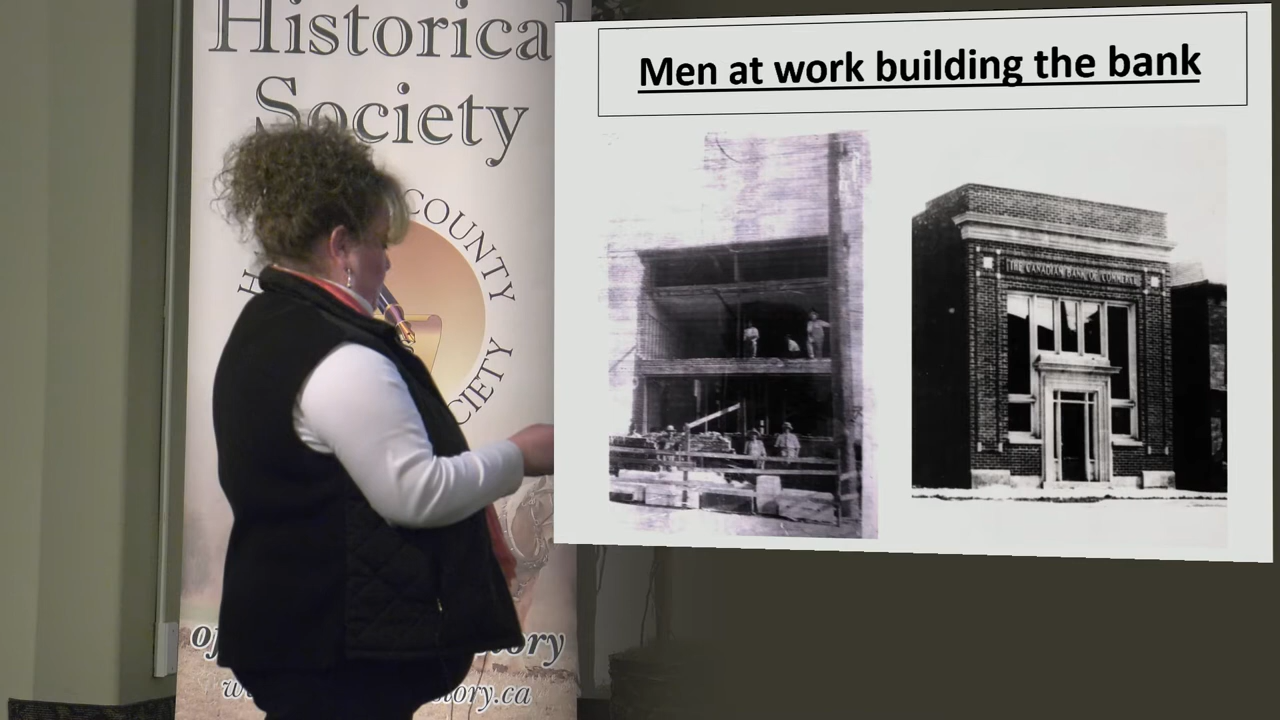 Historical
Society
COUNTY
Men at work building the bank
THE CANADIAN BANK OF COMMERCE